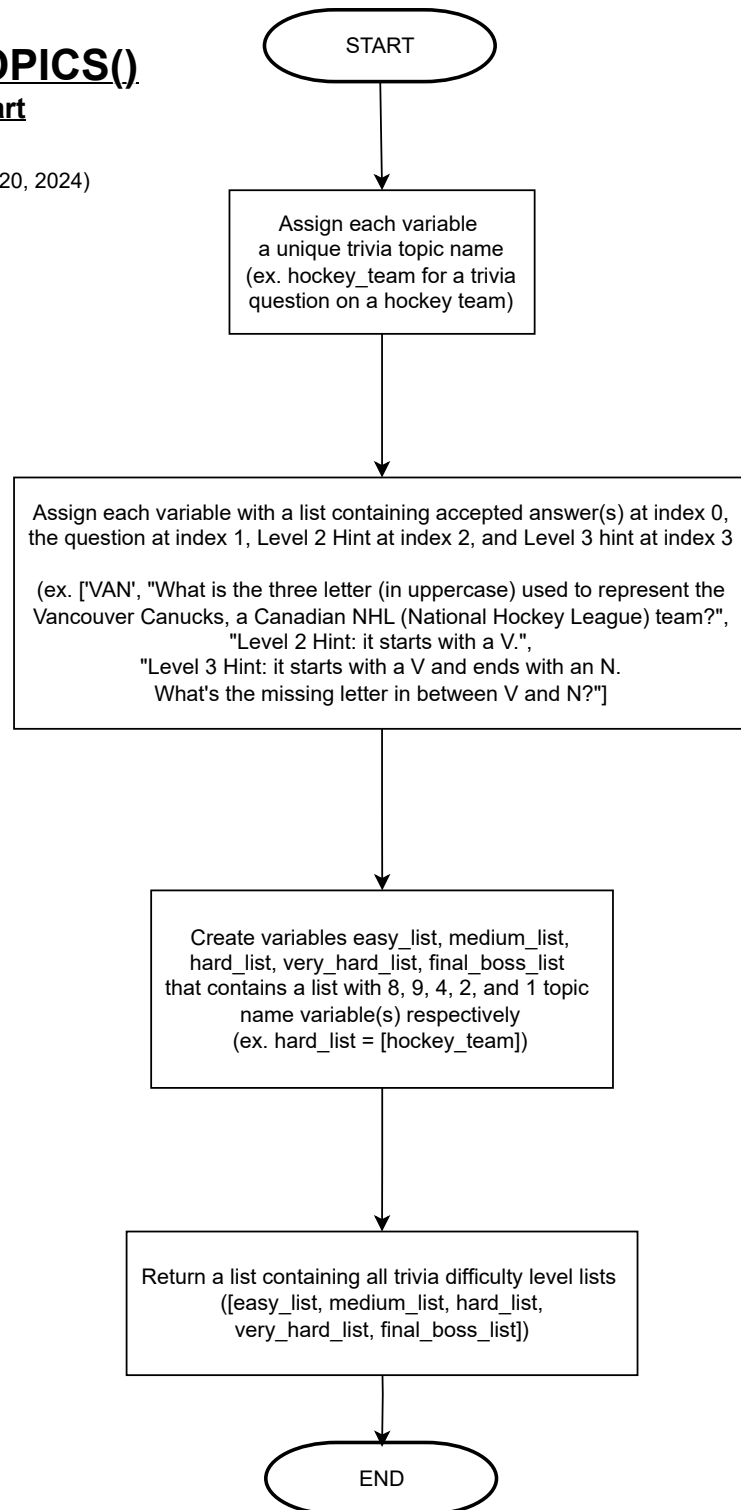 START
OPICS()
art
20, 2024)
Assign each variable
a unique trivia topic name
(ex. hockey_team for a trivia
question on a hockey team)
Assign each variable with a list containing accepted answer(s) at index 0,
the question at index 1, Level 2 Hint at index 2, and Level 3 hint at index 3
(ex. ['VAN', "What is the three letter (in uppercase) used to represent the
Vancouver Canucks, a Canadian NHL (National Hockey League) team?",
"Level 2 Hint: it starts with a V.",
"Level 3 Hint: it starts with a V and ends with an N.
What's the missing letter in between V and N?"]
Create variables easy_list, medium_list,
hard_list, very_hard_list, final_boss_list
that contains a list with 8, 9, 4, 2, and 1 topic
name variable(s) respectively
(ex. hard_list = [hockey_team])
Return a list containing all trivia difficulty level lists
([easy_list, medium_list, hard_list,
very_hard_list, final_boss_list])
END